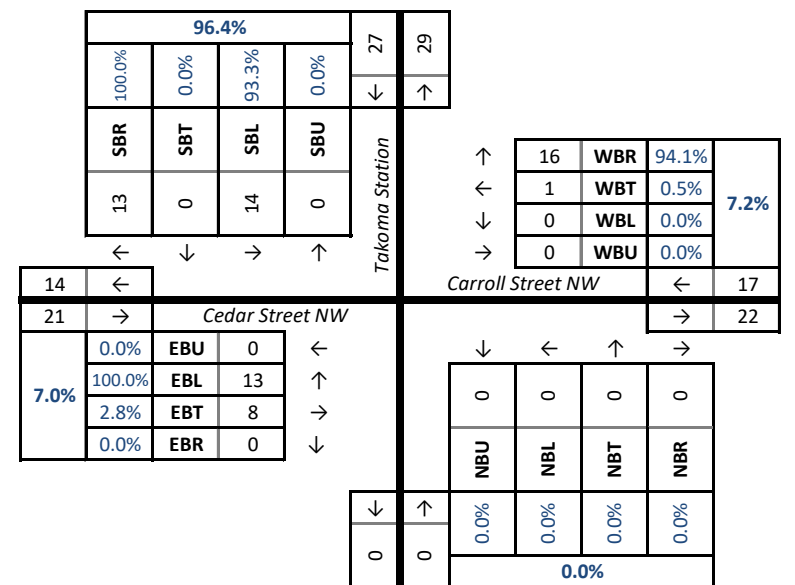 96.4%
100.0% 0.0% 93.3% 0.0%
SBR SBT SBL SBU
13 0 14 0
← ↓ → ↑
27 29
↓ ↑
Takoma Station
↑ 16 WBR 94.1%
← 1 WBT 0.5%
↓ 0 WBL 0.0%
→ 0 WBU 0.0%
7.2%
14 ←
Carroll Street NW ← 17
21 → Cedar Street NW
→ 22
7.0%
0.0% EBU 0 ←
100.0% EBL 13 ↑
2.8% EBT 8 →
0.0% EBR 0 ↓
↓ ← ↑ →
0 0 0 0
NBU NBL NBT NBR
0.0% 0.0% 0.0% 0.0%
0.0%
↓ ↑
0 0